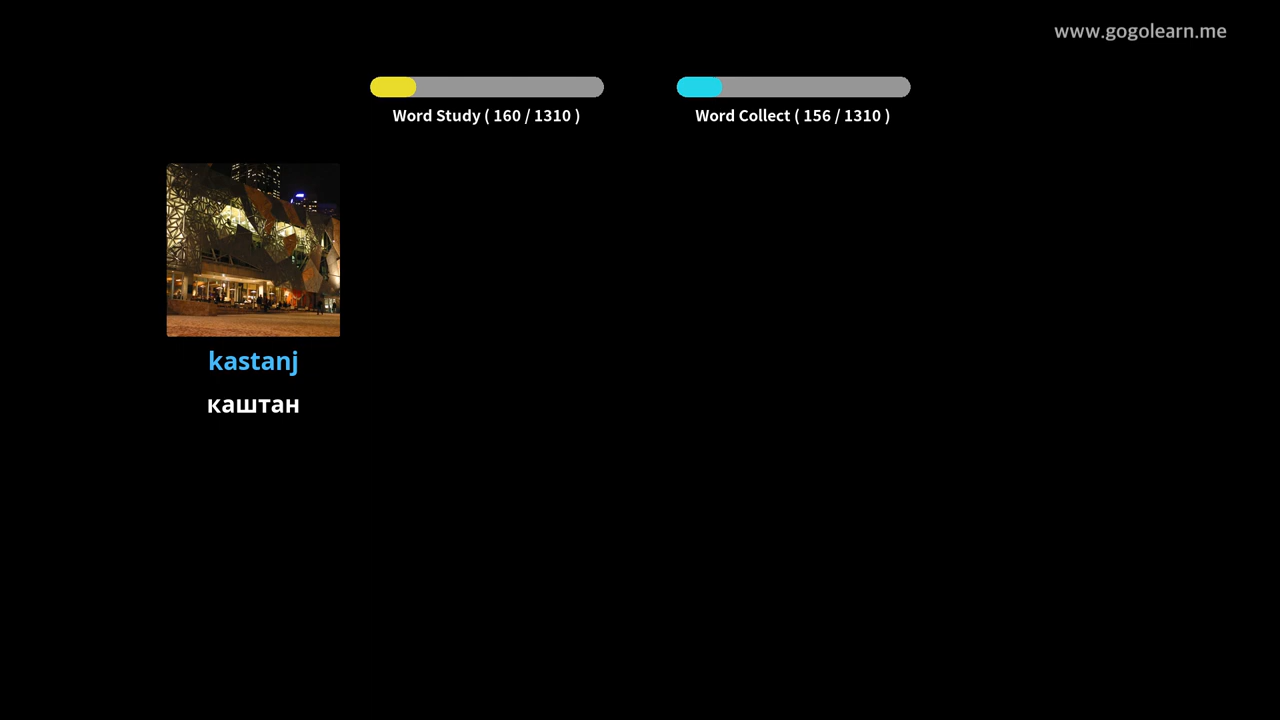 www.gogolearn.me
Word Study ( 160 / 1310 )
Word Collect ( 156 / 1310 )
kastanj
каштан